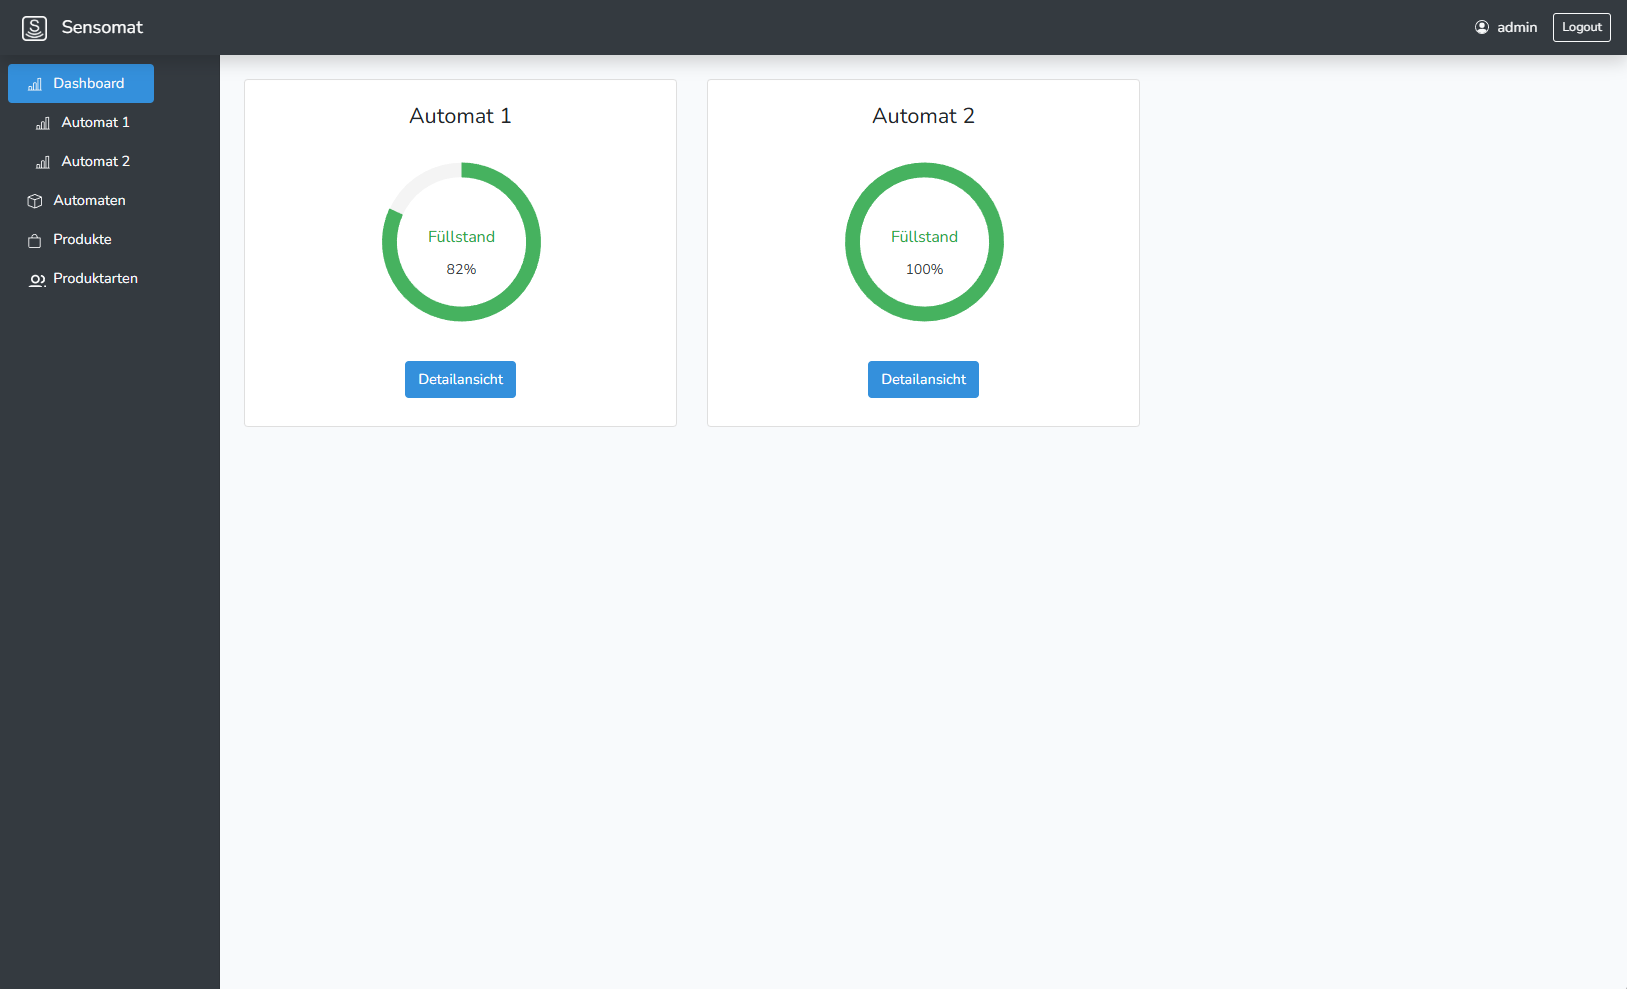 Sensomat
admin
Logout
Dashboard
Automat 1
Automat 2
Automaten
Produkte
Produktarten
Automat 1
Füllstand
82%
Detailansicht
Automat 2
Füllstand
100%
Detailansicht